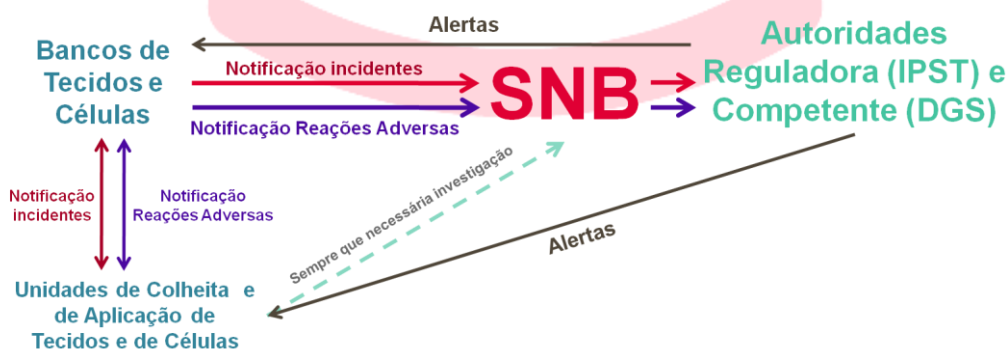 Alertas
Bancos de
Tecidos e
Células
Notificação incidentes
Notificação Reações Adversas
SNB
Autoridades
Reguladora (IPST) e
Competente (DGS)
Notificação
incidentes
Notificação
Reações Adversas
Sempre que necessária investigação
Alertas
Unidades de Colheita e
de Aplicação de
Tecidos e de Células